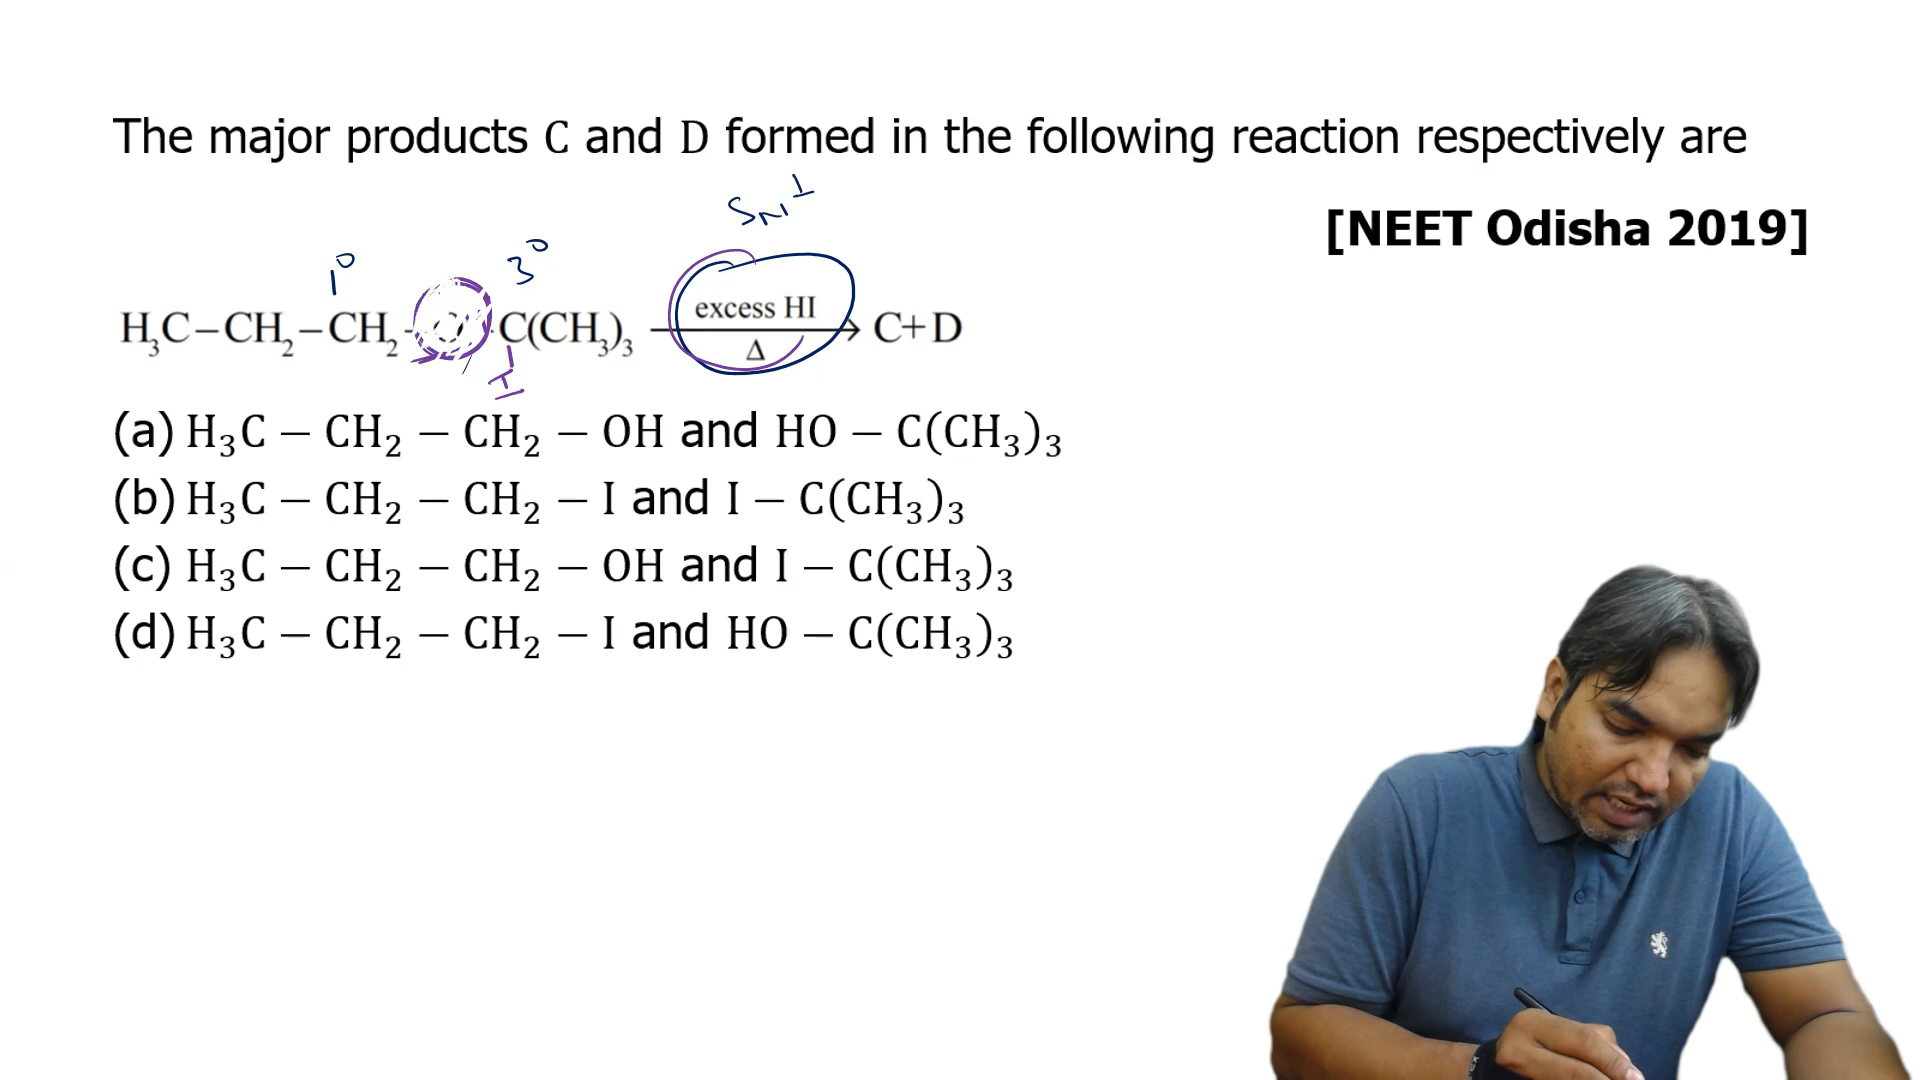 The major products C and D formed in the following reaction respectively are
[NEET Odisha 2019]
SN1
1° 3°
H₃C–CH₂–CH₂–O–C(CH₃)₃ excess HI Δ → C+D
I
(a) H₃C – CH₂ – CH₂ – OH and HO – C(CH₃)₃
(b) H₃C – CH₂ – CH₂ – I and I – C(CH₃)₃
(c) H₃C – CH₂ – CH₂ – OH and I – C(CH₃)₃
(d) H₃C – CH₂ – CH₂ – I and HO – C(CH₃)₃